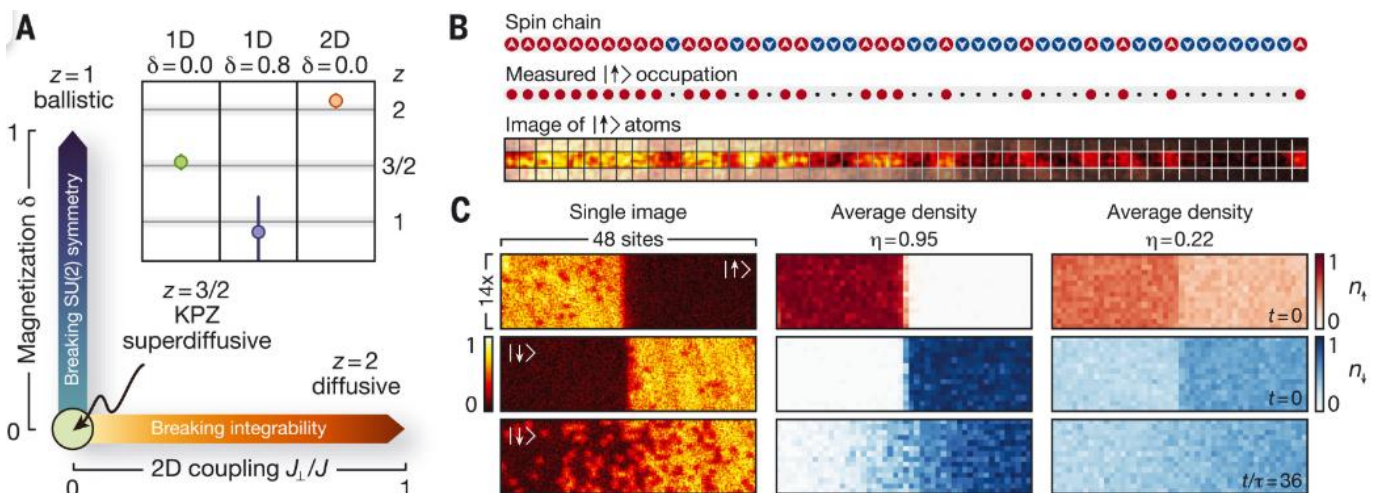 A
1D 1D 2D
δ=0.0 δ=0.8 δ=0.0 z
z=1
ballistic
2
3/2
1
1
Magnetization δ
0
Breaking SU(2) symmetry
z=3/2
KPZ
superdiffusive
z=2
diffusive
Breaking integrability
2D coupling J⊥/J
0 1
B
Spin chain
Measured |↑⟩ occupation
Image of |↑⟩ atoms
C
Single image
48 sites
Average density
η=0.95
Average density
η=0.22
14x
|↑⟩
t=0
1
0
n↑
1
0
|↓⟩
t=0
1
0
n↓
|↓⟩
t/τ=36